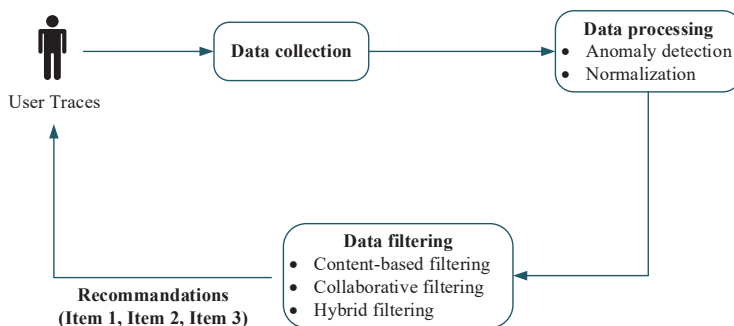 User Traces
Data collection
Data processing
• Anomaly detection
• Normalization
Data filtering
• Content-based filtering
• Collaborative filtering
• Hybrid filtering
Recommandations
(Item 1, Item 2, Item 3)